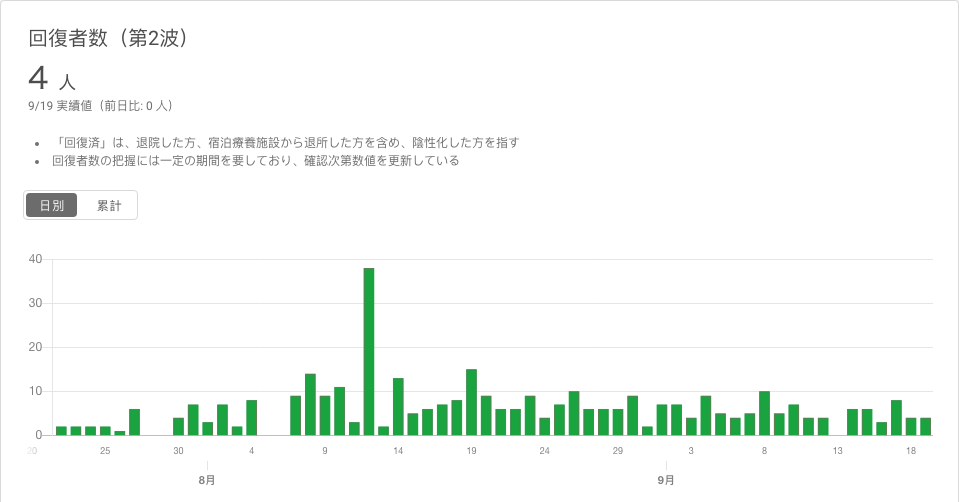 回復者数（第2波）
4 人
9/19 実績値（前日比: 0 人）
「回復済」は、退院した方、宿泊療養施設から退所した方を含め、陰性化した方を指す
回復者数の把握には一定の期間を要しており、確認次第数値を更新している
日別 累計
40
30
20
10
0
20 25 30 4 9 14 19 24 29 3 8 13 18
8月 9月